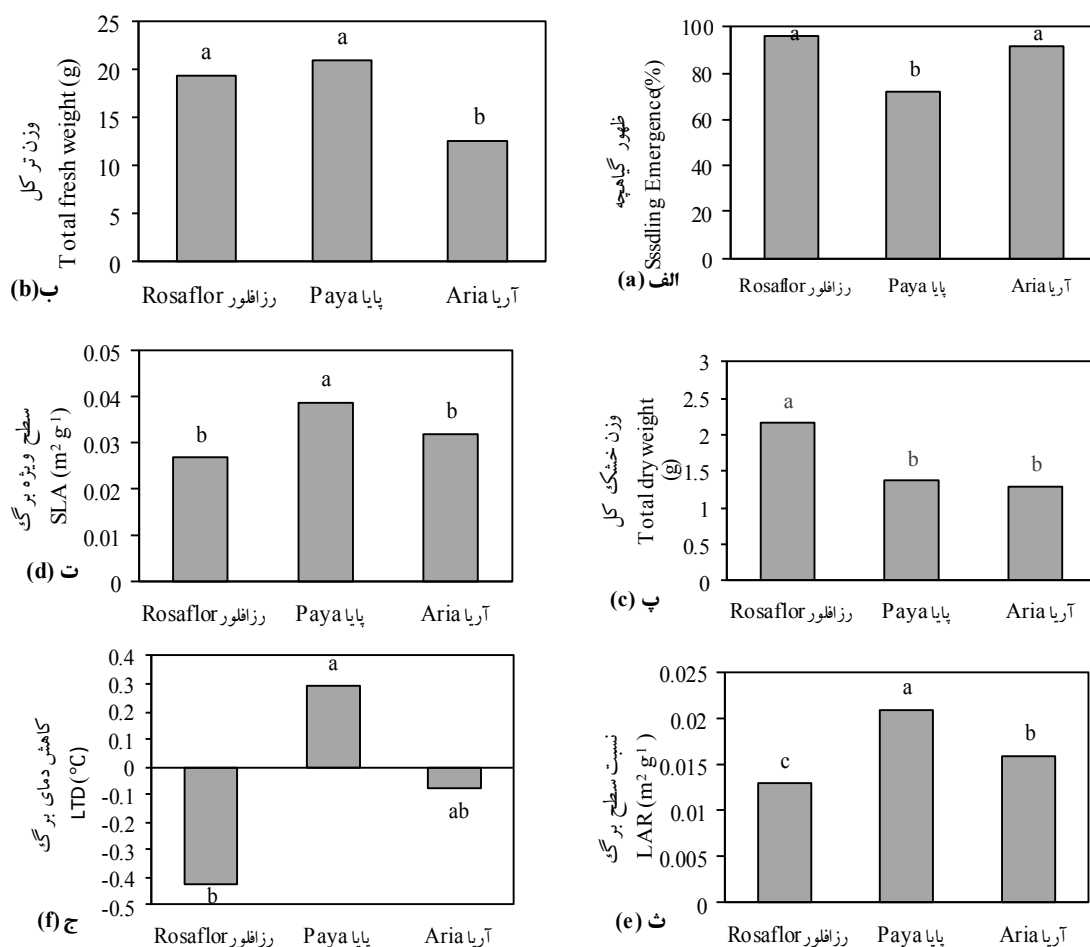 25
20
15
10
5
0
a
a
b
وزن تر کل
Total fresh weight (g)
(b)ب
Rosaflor رزافلور
Paya پایا
Aria آریا
100
80
60
40
20
0
a
b
a
ظهور گیاهچه
Sssdling Emergence(%)
(a) الف
Rosaflor رزافلور
Paya پایا
Aria آریا
0.05
0.04
0.03
0.02
0.01
0
b
a
b
سطح ویژه برگ
SLA (m² g⁻¹)
(d) ت
Rosaflor رزافلور
Paya پایا
Aria آریا
3
2.5
2
1.5
1
0.5
0
a
b
b
وزن خشک کل
Total dry weight
(g)
(c) پ
Rosaflor رزافلور
Paya پایا
Aria آریا
0.4
0.3
0.2
0.1
0
-0.1
-0.2
-0.3
-0.4
-0.5
b
a
ab
کاهش دمای برگ
LTD(°C)
(f) ج
Rosaflor رزافلور
Paya پایا
Aria آریا
0.025
0.02
0.015
0.01
0.005
0
c
a
b
نسبت سطح برگ
LAR (m² g¹)
(e) ث
Rosaflor رزافلور
Paya پایا
Aria آریا